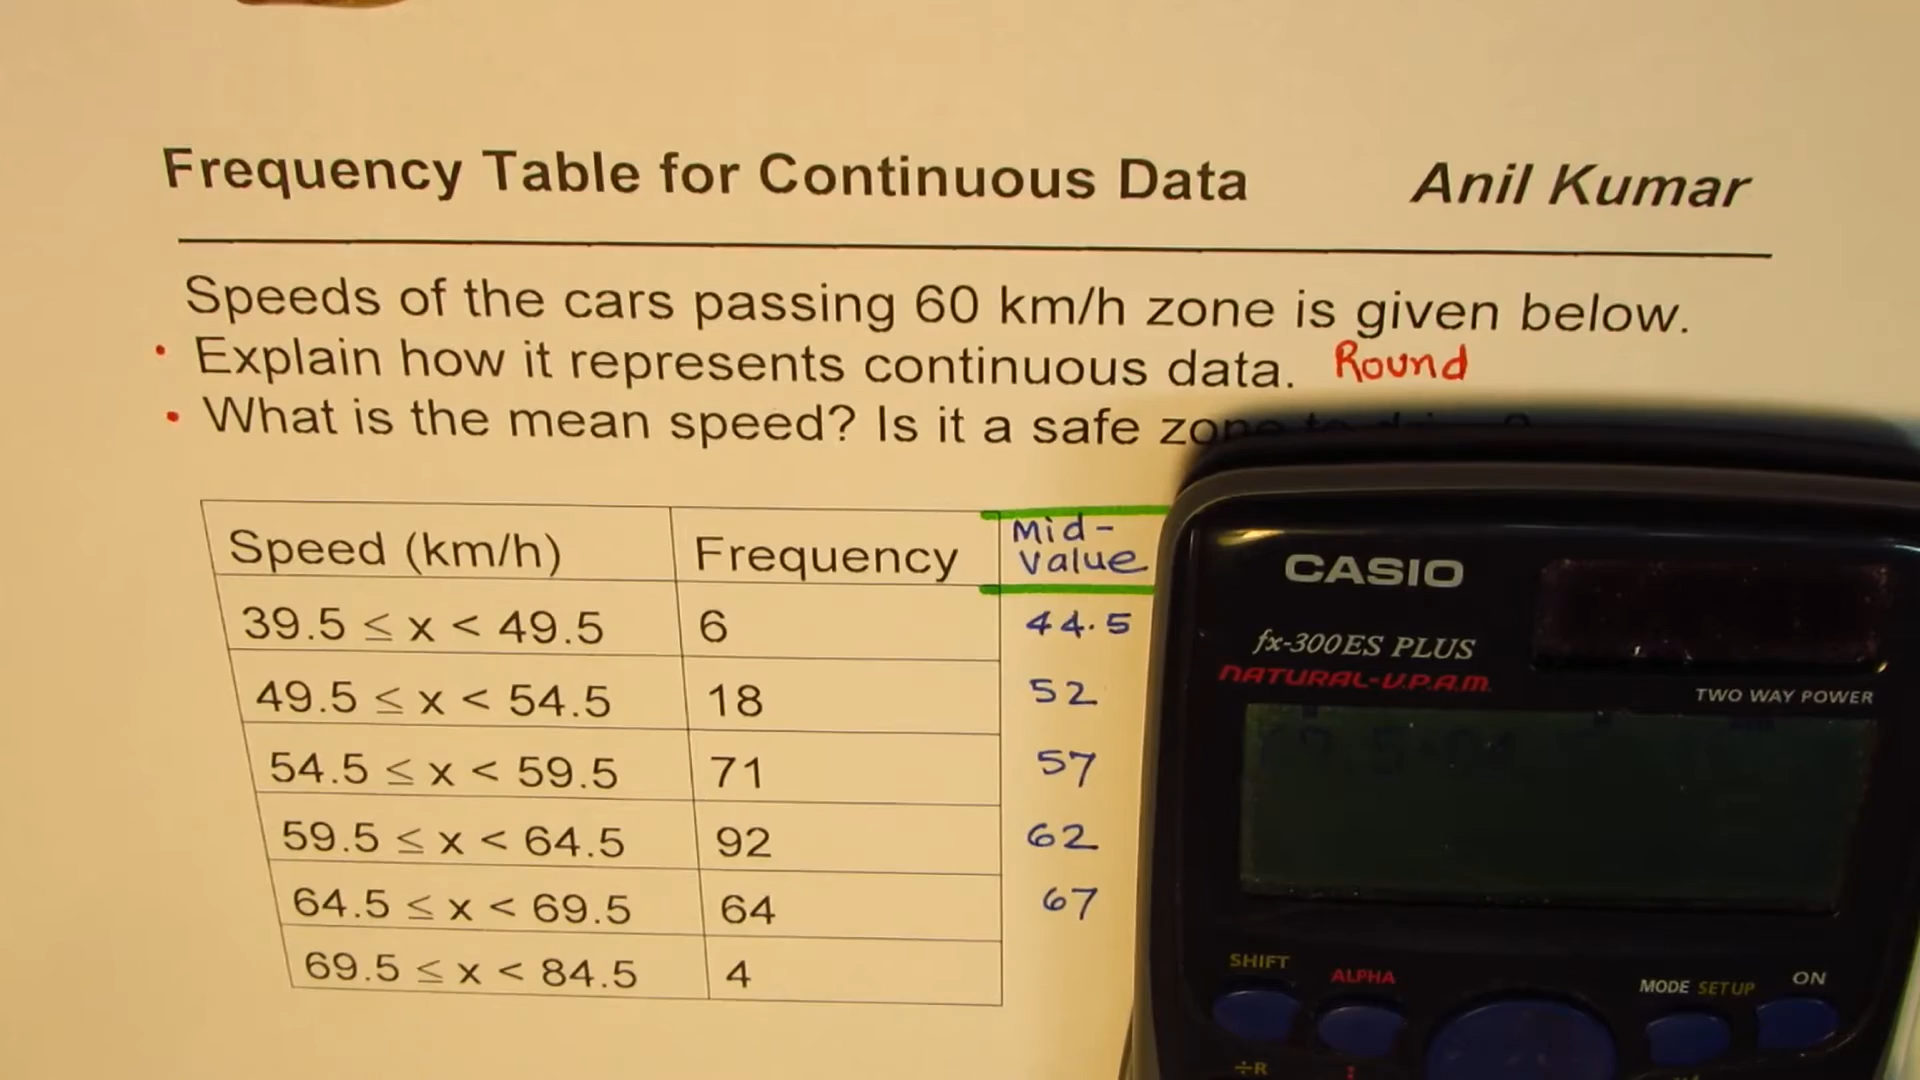 Frequency Table for Continuous Data Anil Kumar
Speeds of the cars passing 60 km/h zone is given below.
• Explain how it represents continuous data. Round
• What is the mean speed? Is it a safe zone
Speed (km/h) Frequency Mid-
Value
39.5 ≤ x < 49.5 6 44.5
49.5 ≤ x < 54.5 18 52
54.5 ≤ x < 59.5 71 57
59.5 ≤ x < 64.5 92 62
64.5 ≤ x < 69.5 64 67
69.5 ≤ x < 84.5 4
CASIO
fx-300ES PLUS
NATURAL-V.P.A.M.
TWO WAY POWER
SHIFT ALPHA MODE SETUP ON
÷R